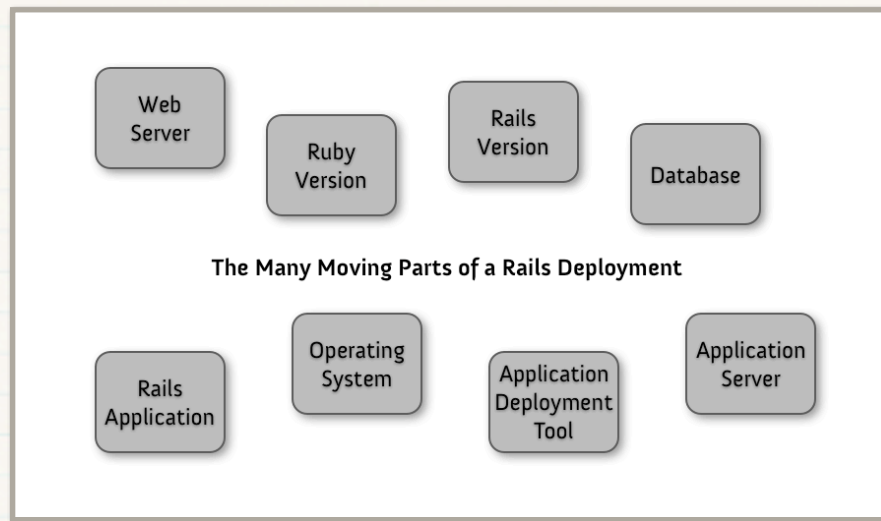 Web
Server
Ruby
Version
Rails
Version
Database
The Many Moving Parts of a Rails Deployment
Rails
Application
Operating
System
Application
Deployment
Tool
Application
Server